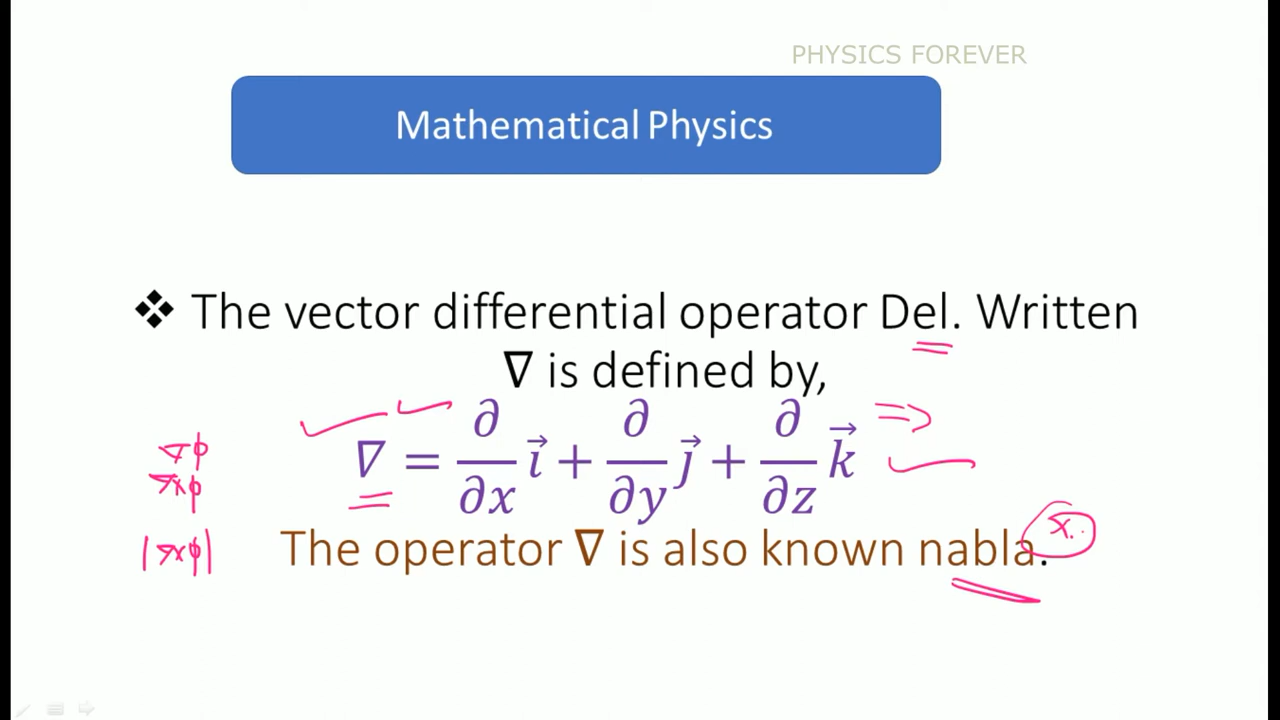 PHYSICS FOREVER
Mathematical Physics
❖ The vector differential operator Del. Written
∇ is defined by,
∇ = ∂/∂x i⃗ + ∂/∂y j⃗ + ∂/∂z k⃗ ⇒
∇φ
∇×φ
|∇×φ|
The operator ∇ is also known nabla.